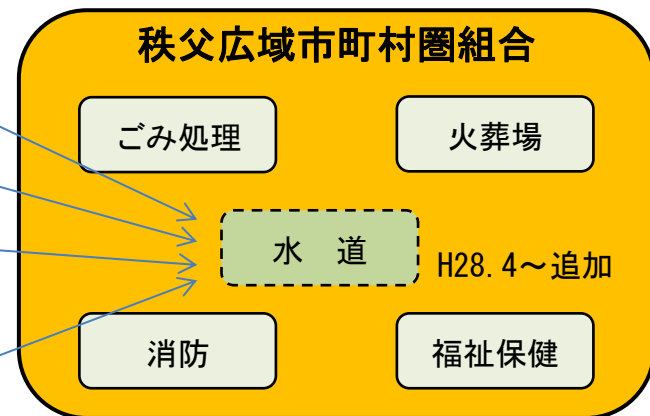 秩父広域市町村圏組合
ごみ処理
火葬場
水　道
H28.4～追加
消防
福祉保健